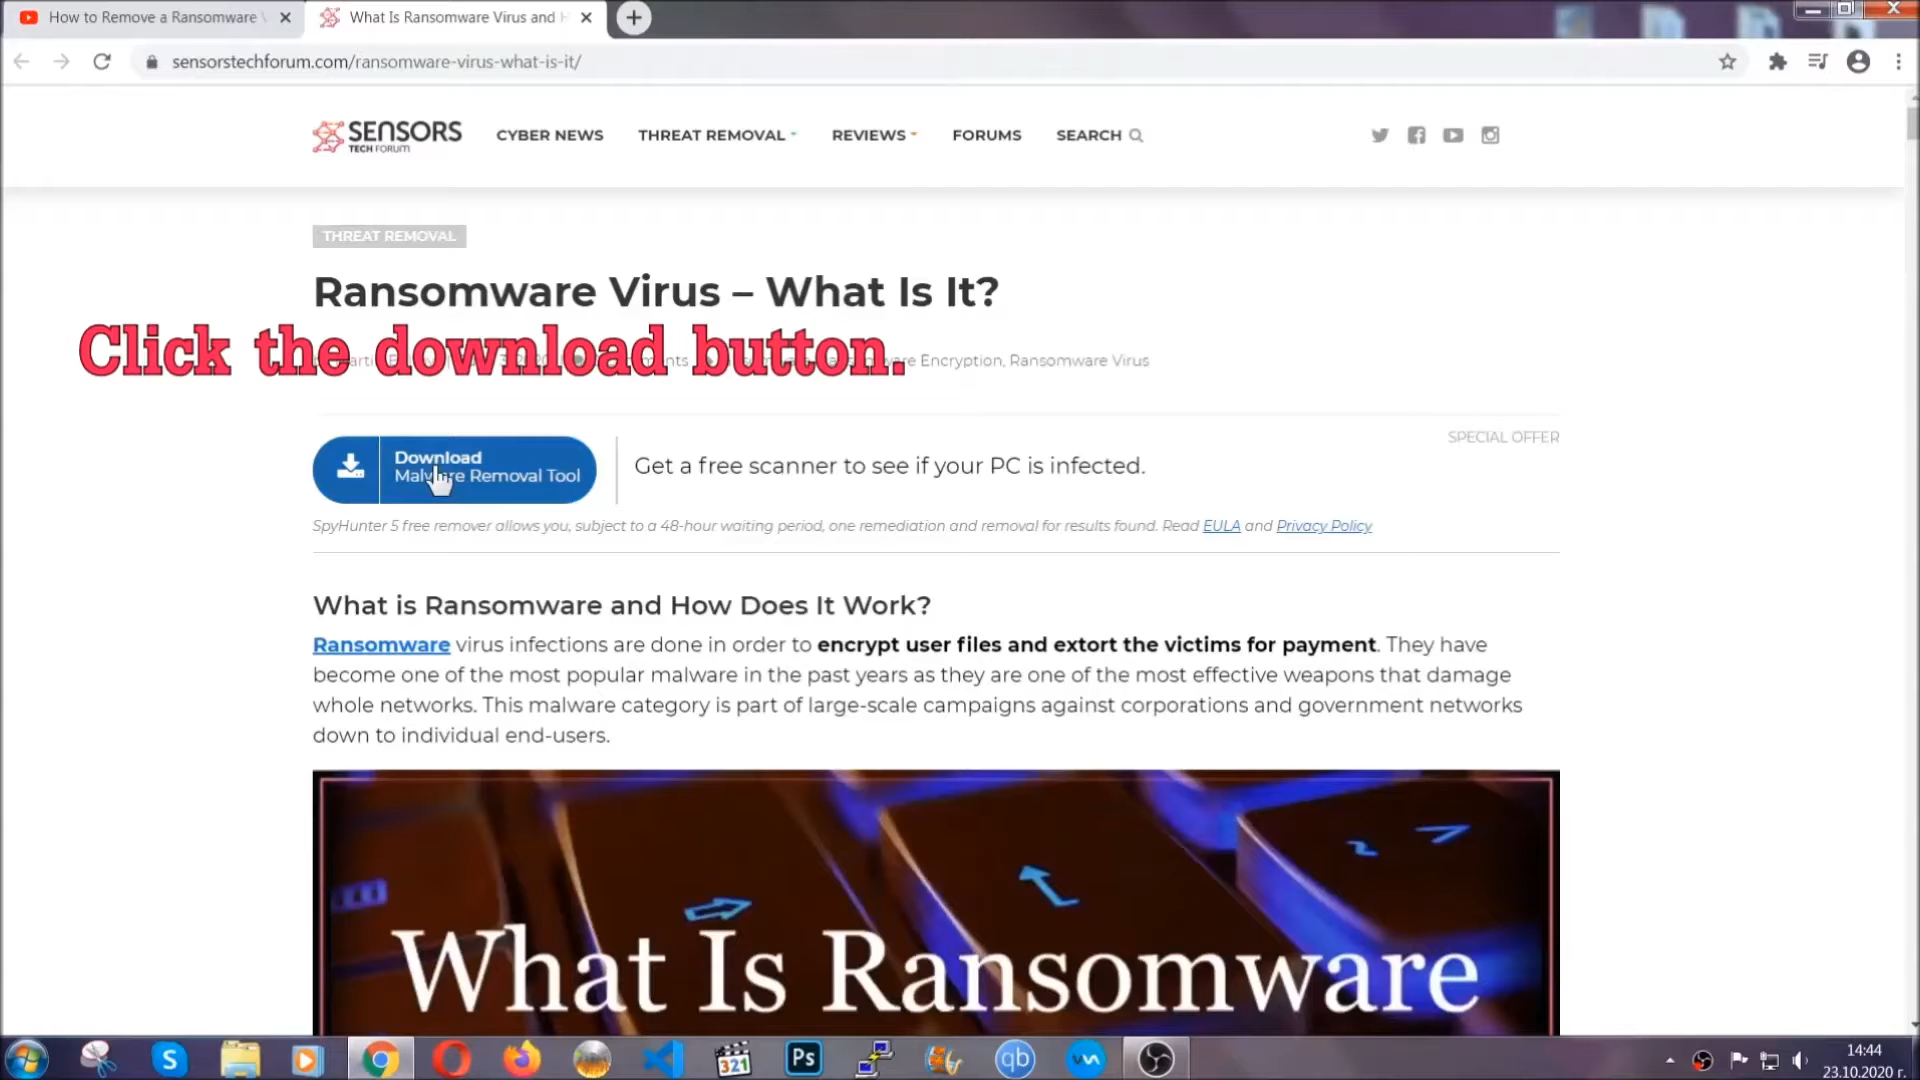 How to Remove a Ransomware
What Is Ransomware Virus and
sensorstechforum.com/ransomware-virus-what-is-it/
SENSORS
TECH FORUM
CYBER NEWS
THREAT REMOVAL
REVIEWS
FORUMS
SEARCH
THREAT REMOVAL
Ransomware Virus – What Is It?
Click the download button.
Encryption, Ransomware Virus
SPECIAL OFFER
Download
Malware Removal Tool
Get a free scanner to see if your PC is infected.
SpyHunter 5 free remover allows you, subject to a 48-hour waiting period, one remediation and removal for results found. Read EULA and Privacy Policy
What is Ransomware and How Does It Work?
Ransomware virus infections are done in order to encrypt user files and extort the victims for payment. They have
become one of the most popular malware in the past years as they are one of the most effective weapons that damage
whole networks. This malware category is part of large-scale campaigns against corporations and government networks
down to individual end-users.
What Is Ransomware
S
321
Ps
qb
14:44
23.10.2020 г.